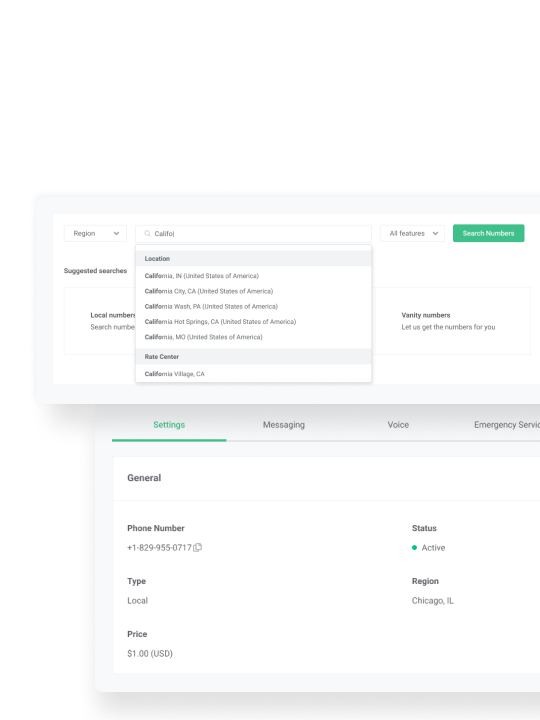 Region
Califo
All features
Search Numbers
Location
Suggested searches
California, IN (United States of America)
California City, CA (United States of America)
California Wash, PA (United States of America)
California Hot Springs, CA (United States of America)
California, MO (United States of America)
Local numbers
Search numbe
Vanity numbers
Let us get the numbers for you
Rate Center
California Village, CA
Settings
Messaging
Voice
Emergency Servic
General
Phone Number
+1-829-955-0717
Status
Active
Type
Local
Region
Chicago, IL
Price
$1.00 (USD)